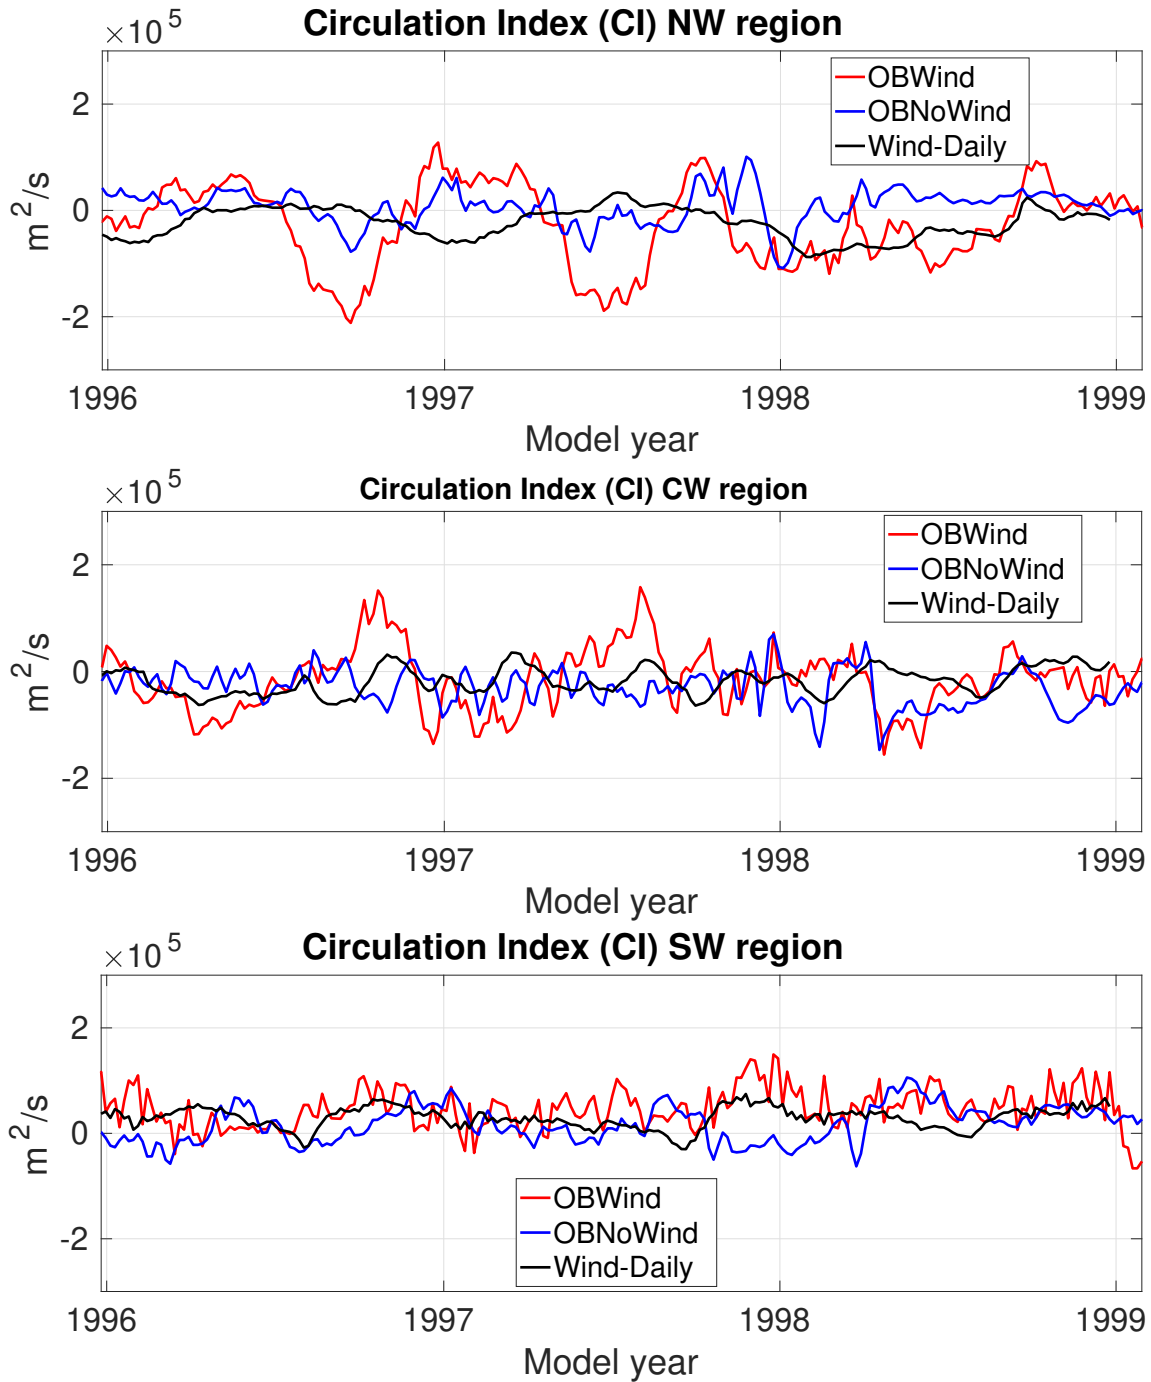 ×10 5
Circulation Index (CI) NW region
OBWind
OBNoWind
Wind-Daily
2
0
-2
m 2/s
1996
1997
1998
1999
Model year
×10 5
Circulation Index (CI) CW region
OBWind
OBNoWind
Wind-Daily
2
0
-2
m 2/s
1996
1997
1998
1999
Model year
×10 5
Circulation Index (CI) SW region
2
0
-2
m 2/s
OBWind
OBNoWind
Wind-Daily
1996
1997
1998
1999
Model year